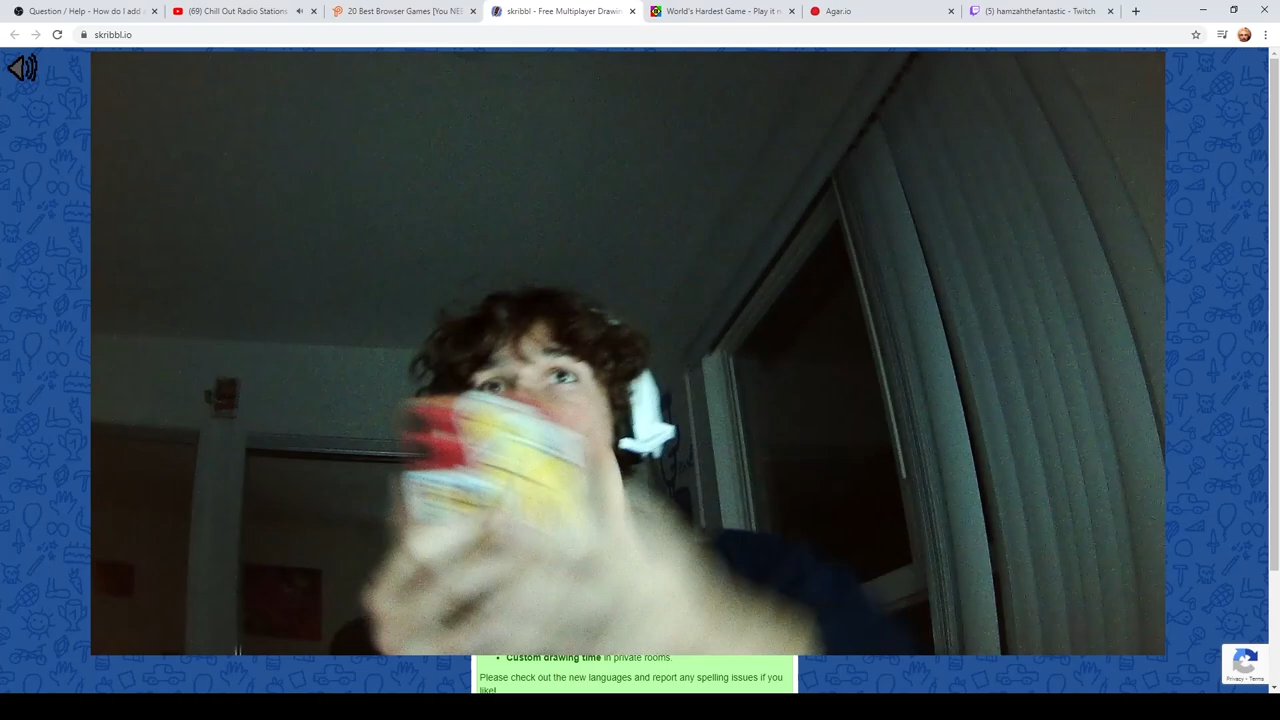 Question / Help - How do I add a
(69) Chill Out Radio Stations
20 Best Browser Games [You NEE
skribbl - Free Multiplayer Drawin
World's Hardest Game - Play it n
Agar.io
(5) hamzahthefantastic - Twitch
skribbl.io
Custom drawing time in private rooms.
Please check out the new languages and report any spelling issues if you
like!
Privacy - Terms